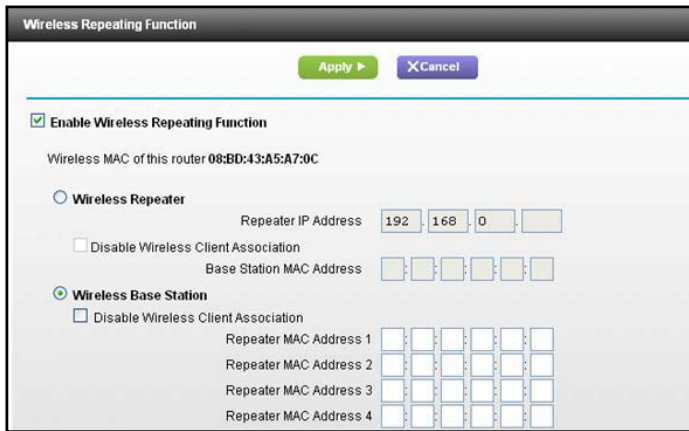 Wireless Repeating Function
Apply ▶
XCancel
Enable Wireless Repeating Function
Wireless MAC of this router 08:BD:43:A5:A7:0C
Wireless Repeater
Repeater IP Address 192 . 168 . 0 .
Disable Wireless Client Association
Base Station MAC Address : : : : :
Wireless Base Station
Disable Wireless Client Association
Repeater MAC Address 1 : : : : :
Repeater MAC Address 2 : : : : :
Repeater MAC Address 3 : : : : :
Repeater MAC Address 4 : : : : :